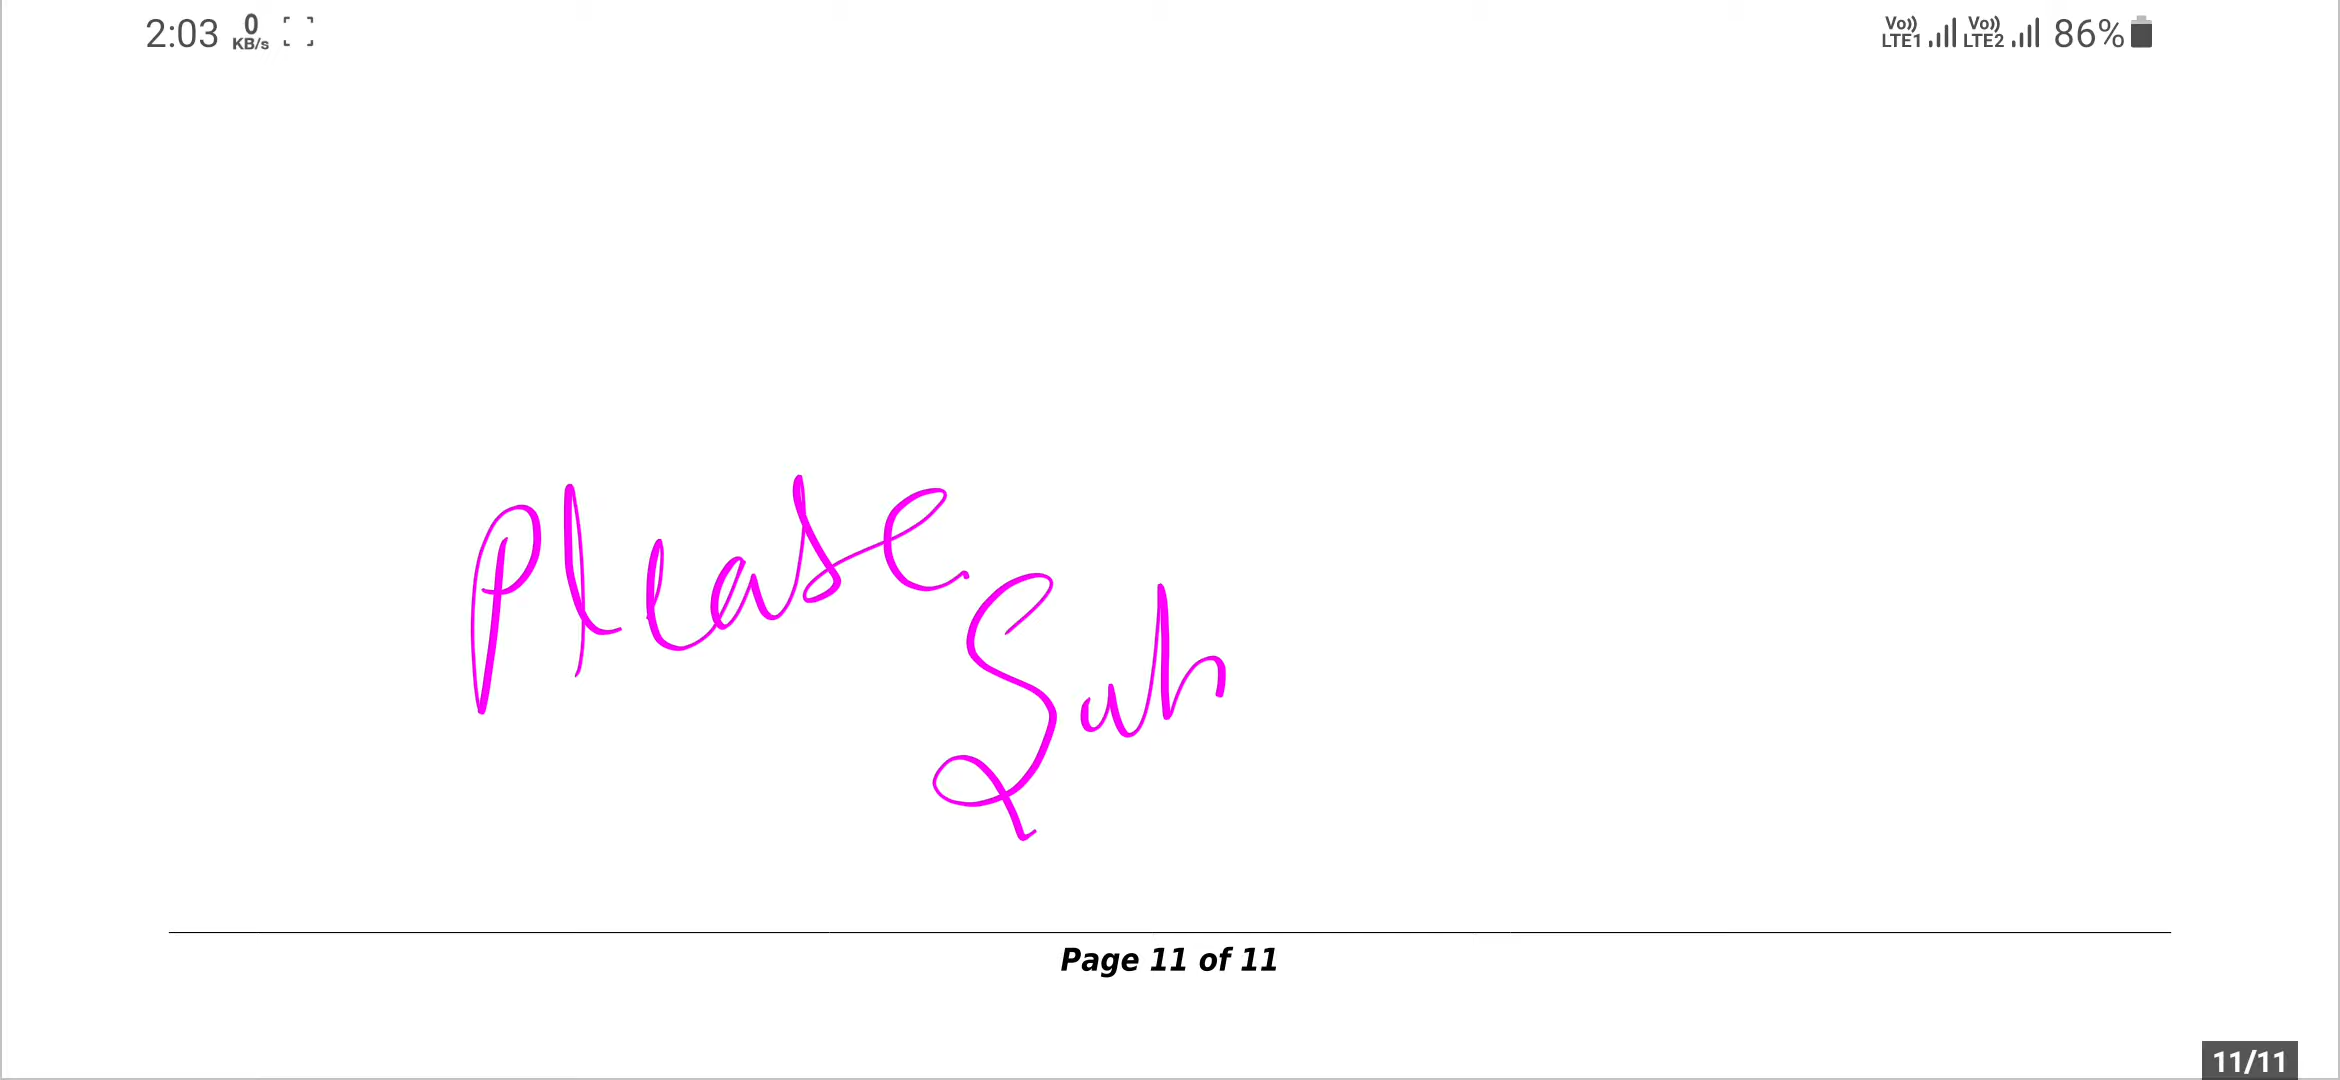 2:03 0 KB/s Vo)) LTE1 Vo)) LTE2 86%
Please
Sub
Page 11 of 11
11/11